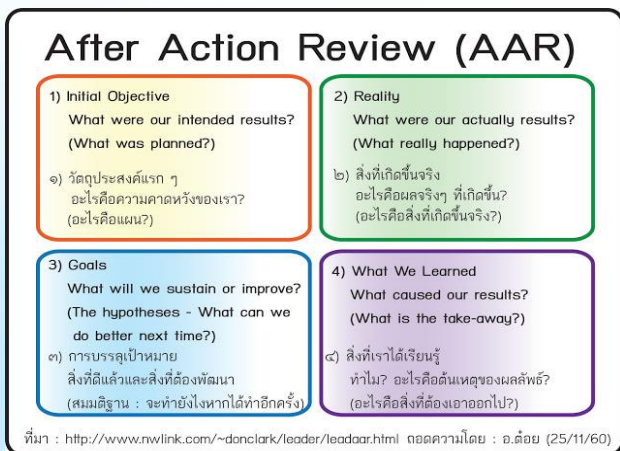 After Action Review (AAR)
1) Initial Objective
What were our intended results?
(What was planned?)
๑) วัตถุประสงค์แรก ๆ
อะไรคือความคาดหวังของเรา?
(อะไรคือแผน?)
2) Reality
What were our actually results?
(What really happened?)
๒) สิ่งที่เกิดขึ้นจริง
อะไรคือผลจริงๆ ที่เกิดขึ้น?
(อะไรคือสิ่งที่เกิดขึ้นจริง?)
3) Goals
What will we sustain or improve?
(The hypotheses - What can we
do better next time?)
๓) การบรรลุเป้าหมาย
สิ่งที่ดีแล้วและสิ่งที่ต้องพัฒนา
(สมมติฐาน : จะทำยังไงหากได้ทำอีกครั้ง)
4) What We Learned
What caused our results?
(What is the take-away?)
๔) สิ่งที่เราได้เรียนรู้
ทำไม? อะไรคือต้นเหตุของผลลัพธ์?
(อะไรคือสิ่งที่ต้องเอาออกไป?)
ที่มา : http://www.nwlink.com/~donclark/leader/leadaar.html ถอดความโดย : อ.ต๋อย (25/11/60)